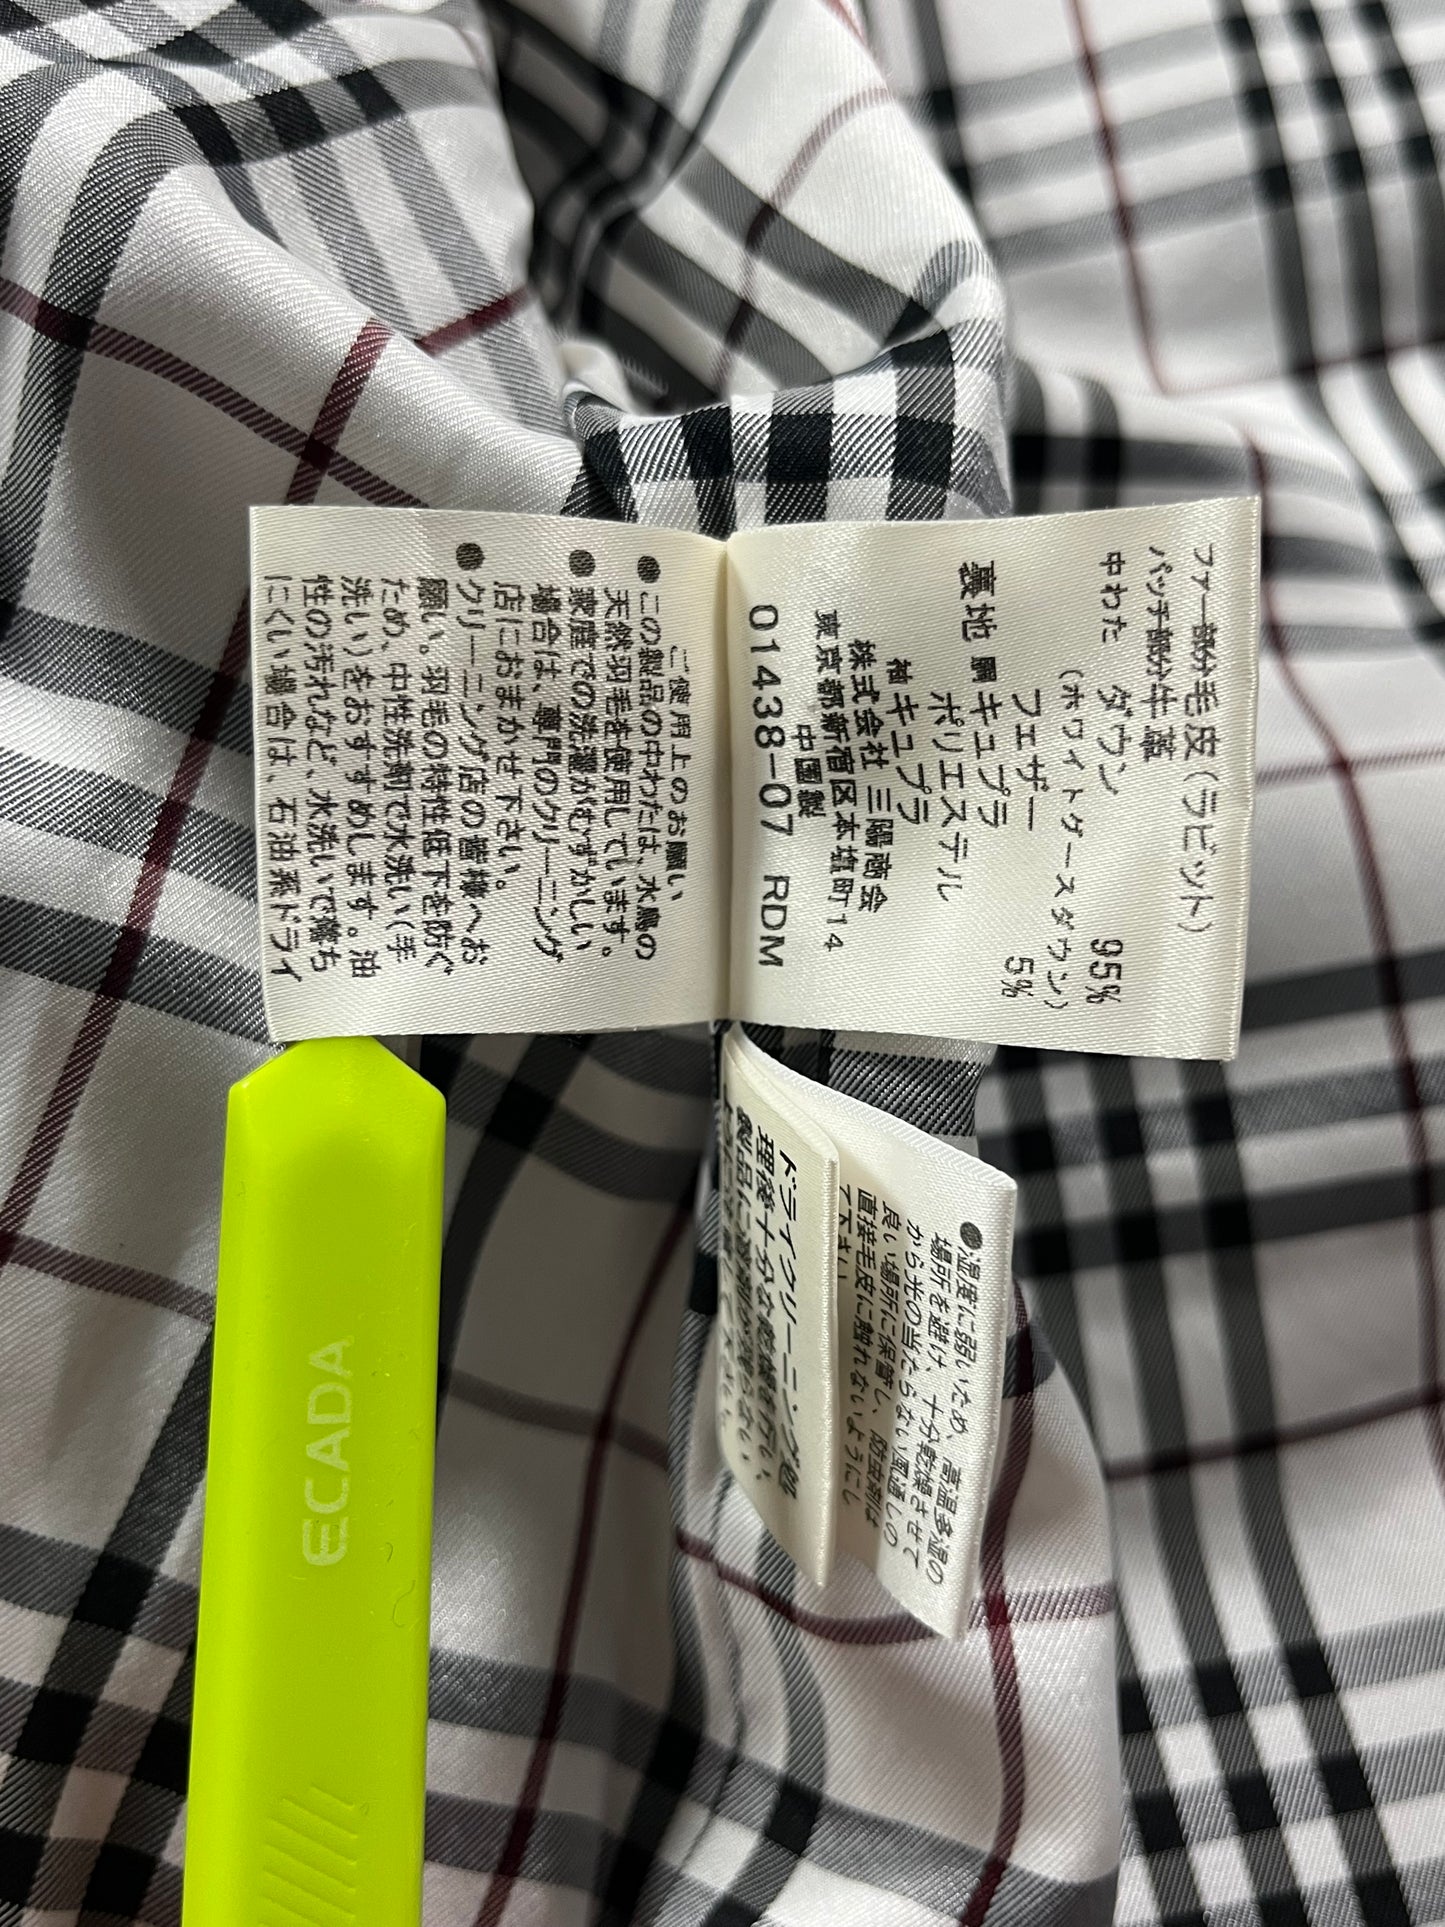 ファー部分毛皮(ラビット)
パッチ部分牛革
中わた ダウン 95%
(ホワイトグースダウン)
フェザー 5%
裏地 胴 キュプラ
ポリエステル
袖 キュプラ
株式会社 三陽商会
東京都新宿区本塩町14
中国製
01438-07 RDM
ご使用上のお願い
●この製品の中わたは、水鳥の
天然羽毛を使用しています。
●家庭での洗濯がむずかしい
場合は、専門のクリーニング
店におまかせ下さい。
●クリーニング店の皆様へお
願い。羽毛の特性低下を防ぐ
ため、中性洗剤で水洗い(手
洗い)をおすすめします。油
性の汚れなど、水洗いで落ち
にくい場合は、石油系ドライ
ドライクリーニング処
理後十分な乾燥を行い、
●湿度に弱いため、高温多湿の
場所を避け、十分乾燥させて
から光の当たらない風通しの
良い場所に保管し、防虫剤は
直接毛皮に触れないようにし
て下さい
ECADA